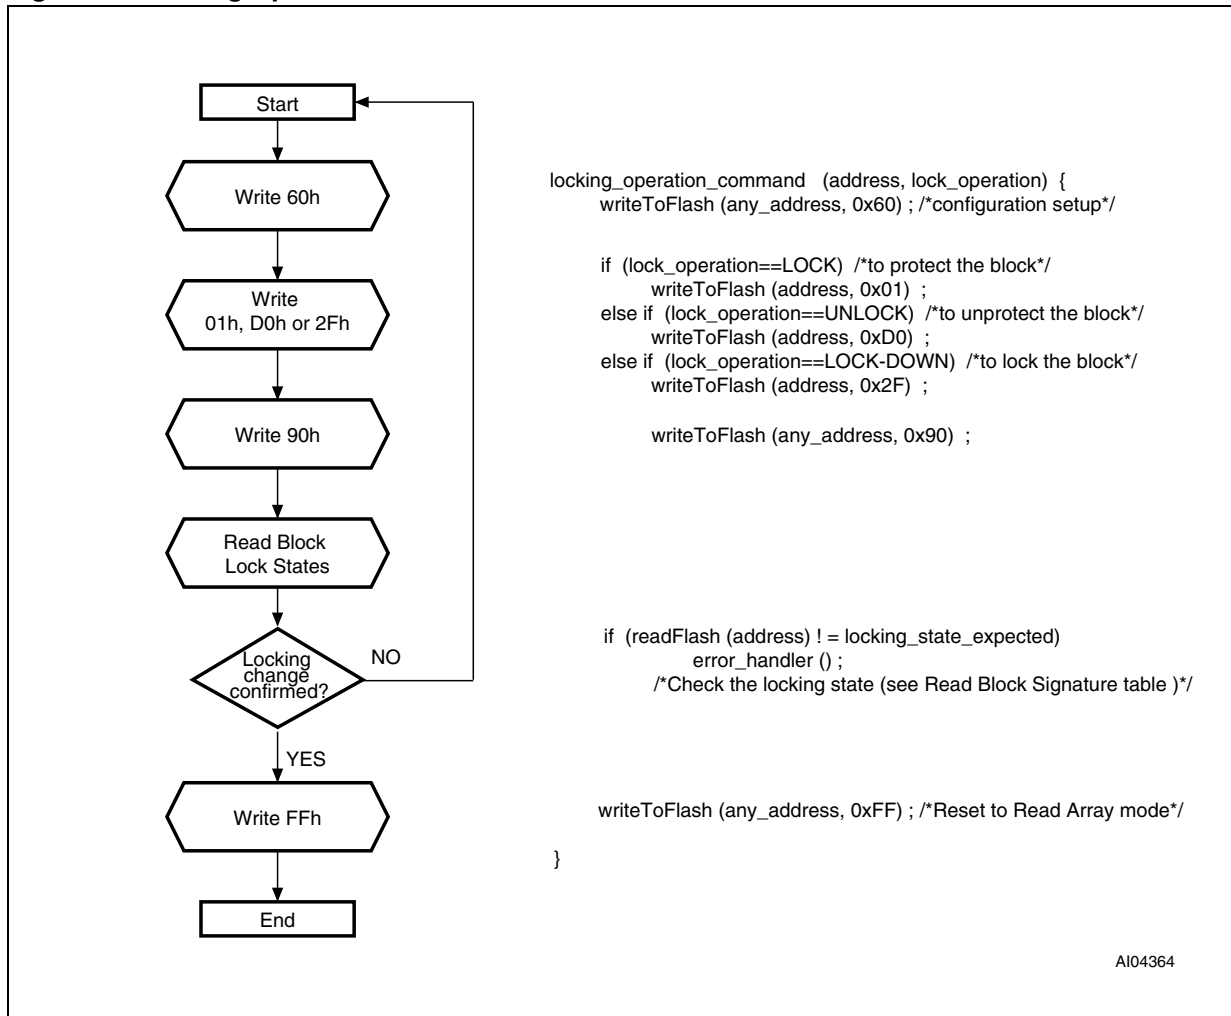 Start
Write 60h
locking_operation_command (address, lock_operation) {
writeToFlash (any_address, 0x60) ; /*configuration setup*/
Write
01h, D0h or 2Fh
if (lock_operation==LOCK) /*to protect the block*/
writeToFlash (address, 0x01) ;
else if (lock_operation==UNLOCK) /*to unprotect the block*/
writeToFlash (address, 0xD0) ;
else if (lock_operation==LOCK-DOWN) /*to lock the block*/
writeToFlash (address, 0x2F) ;
Write 90h
writeToFlash (any_address, 0x90) ;
Read Block
Lock States
Locking
change
confirmed?
NO
if (readFlash (address) ! = locking_state_expected)
error_handler () ;
/*Check the locking state (see Read Block Signature table )*/
YES
Write FFh
writeToFlash (any_address, 0xFF) ; /*Reset to Read Array mode*/
}
End
AI04364